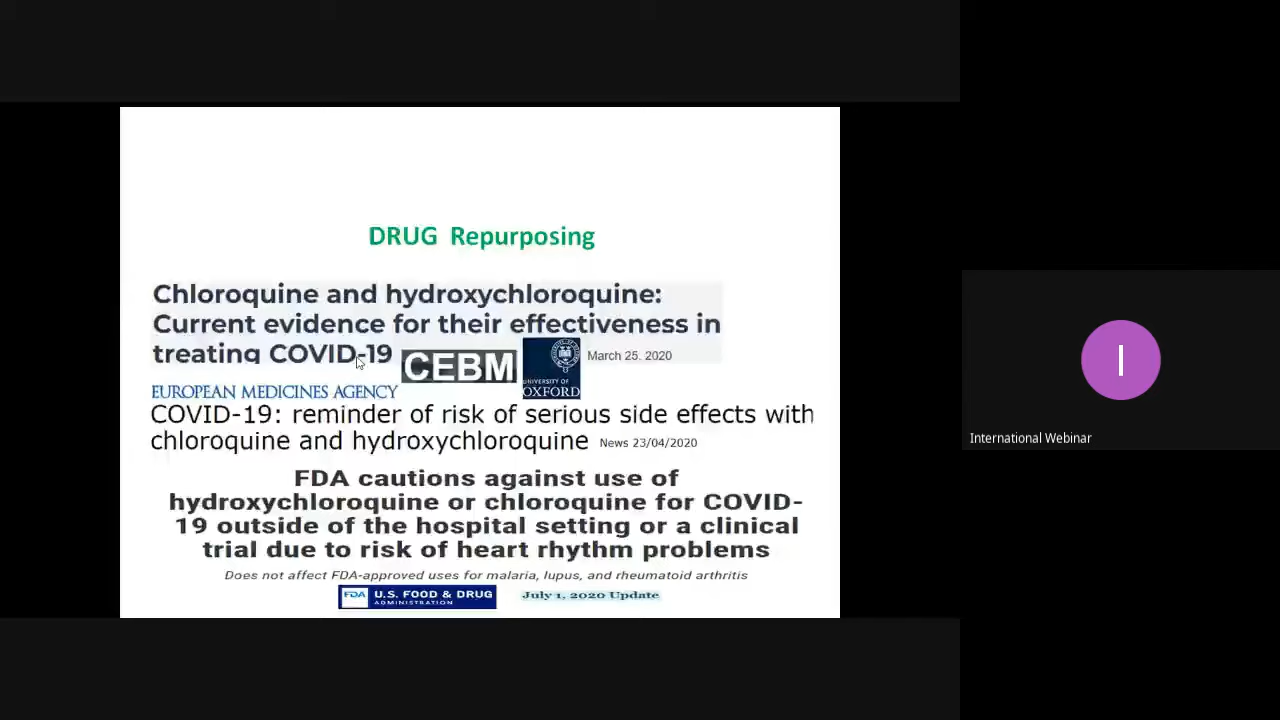 DRUG Repurposing
Chloroquine and hydroxychloroquine:
Current evidence for their effectiveness in
treating COVID-19
CEBM
UNIVERSITY OF
OXFORD
March 25. 2020
EUROPEAN MEDICINES AGENCY
COVID-19: reminder of risk of serious side effects with
chloroquine and hydroxychloroquine News 23/04/2020
FDA cautions against use of
hydroxychloroquine or chloroquine for COVID-
19 outside of the hospital setting or a clinical
trial due to risk of heart rhythm problems
Does not affect FDA-approved uses for malaria, lupus, and rheumatoid arthritis
FDA U.S. FOOD & DRUG
ADMINISTRATION
July 1, 2020 Update
I
International Webinar